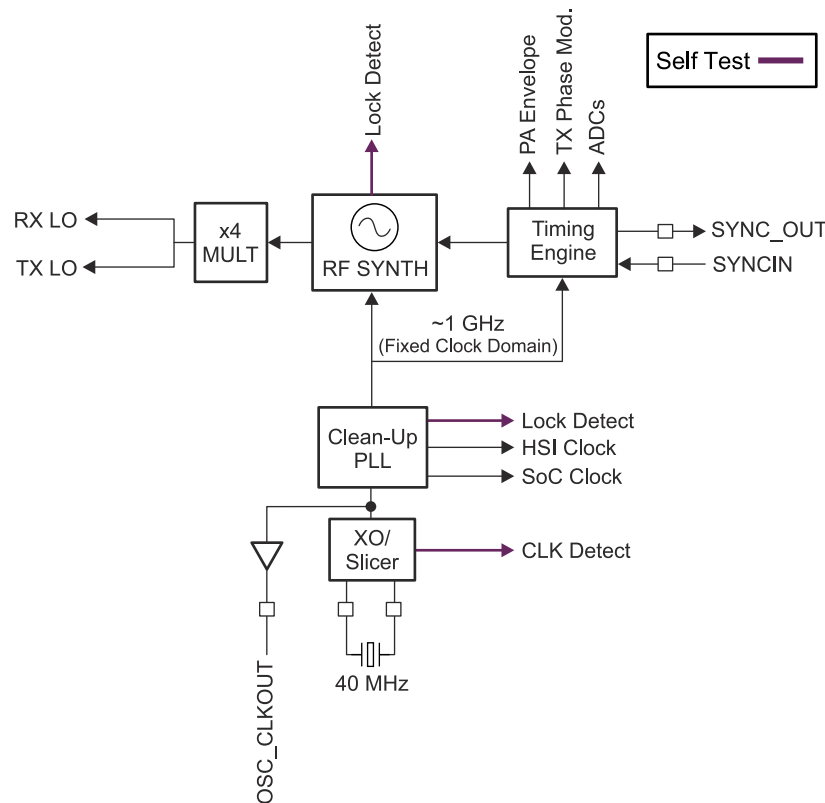 Self Test
Lock Detect
PA Envelope
TX Phase Mod.
ADCs
RX LO
TX LO
x4
MULT
RF SYNTH
Timing
Engine
SYNC_OUT
SYNCIN
~1 GHz
(Fixed Clock Domain)
Clean-Up
PLL
Lock Detect
HSI Clock
SoC Clock
XO/
Slicer
CLK Detect
40 MHz
OSC_CLKOUT